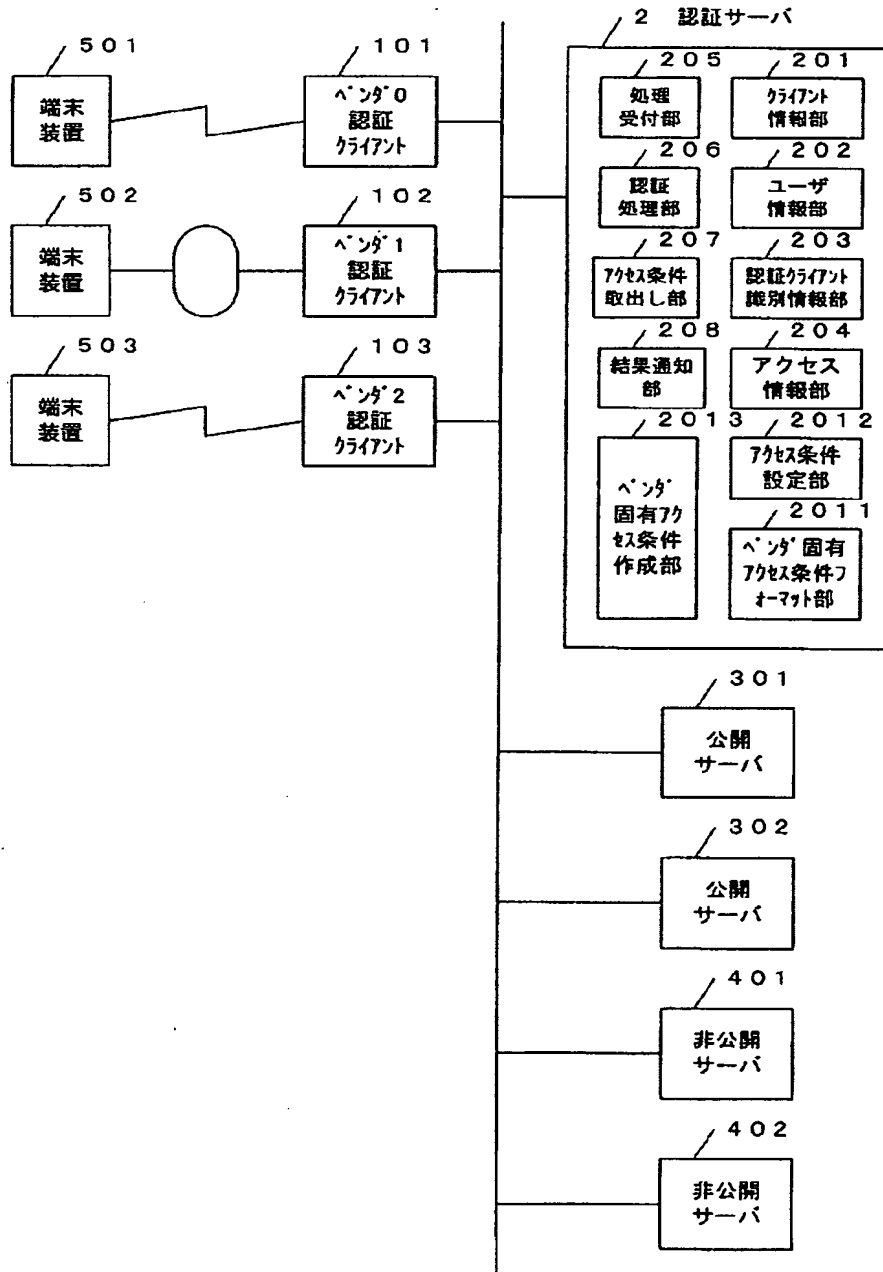 ２ 認証サーバ
５０１
端末
装置
１０１
ﾍﾞﾝﾀﾞ0
認証
ｸﾗｲｱﾝﾄ
５０２
端末
装置
１０２
ﾍﾞﾝﾀﾞ1
認証
ｸﾗｲｱﾝﾄ
５０３
端末
装置
１０３
ﾍﾞﾝﾀﾞ2
認証
ｸﾗｲｱﾝﾄ
２０５
処理
受付部
２０１
ｸﾗｲｱﾝﾄ
情報部
２０６
認証
処理部
２０２
ユーザ
情報部
２０７
ｱｸｾｽ条件
取出し部
２０３
認証ｸﾗｲｱﾝﾄ
識別情報部
２０８
結果通知
部
２０４
アクセス
情報部
２０１３
ﾍﾞﾝﾀﾞ
固有ｱｸ
ｾｽ条件
作成部
２０１２
ｱｸｾｽ条件
設定部
２０１１
ﾍﾞﾝﾀﾞ固有
ｱｸｾｽ条件フ
ｫｰﾏｯﾄ部
３０１
公開
サーバ
３０２
公開
サーバ
４０１
非公開
サーバ
４０２
非公開
サーバ